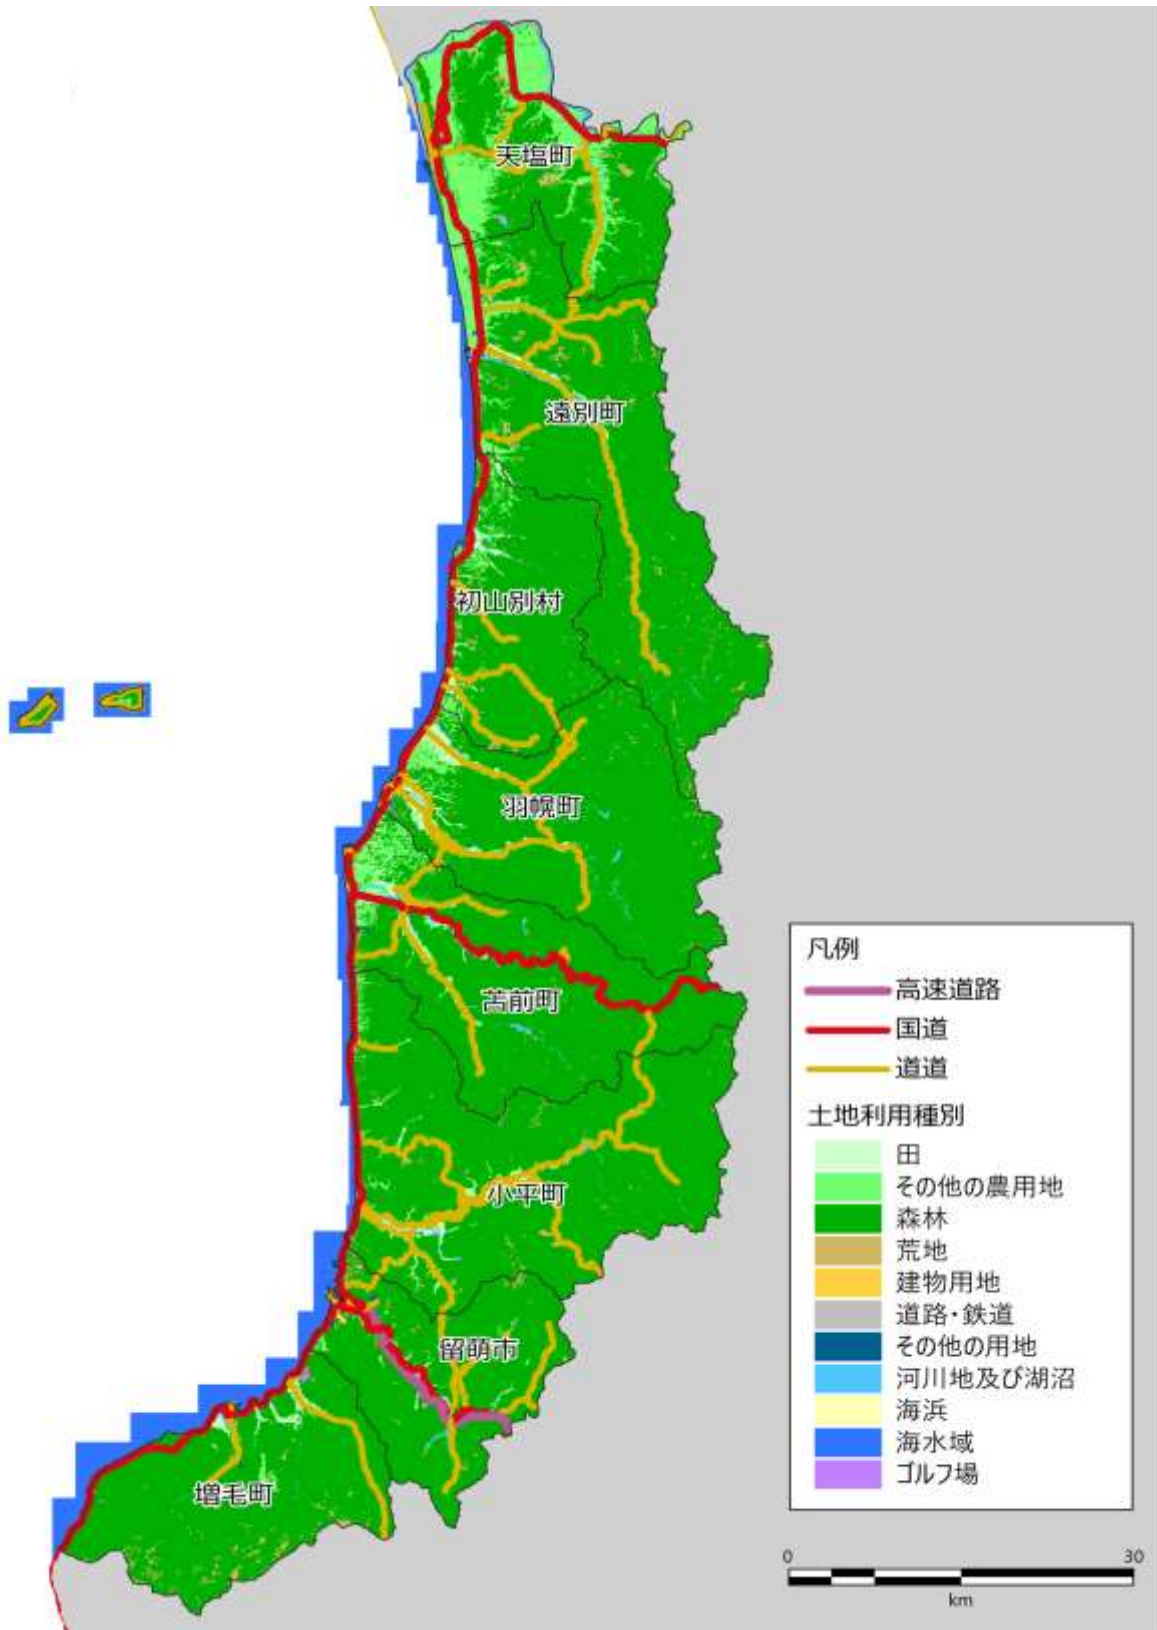 天塩町
遠別町
初山別村
羽幌町
苫前町
小平町
留萌市
増毛町
凡例
高速道路
国道
道道
土地利用種別
田
その他の農用地
森林
荒地
建物用地
道路・鉄道
その他の用地
河川地及び湖沼
海浜
海水域
ゴルフ場
0 30
km